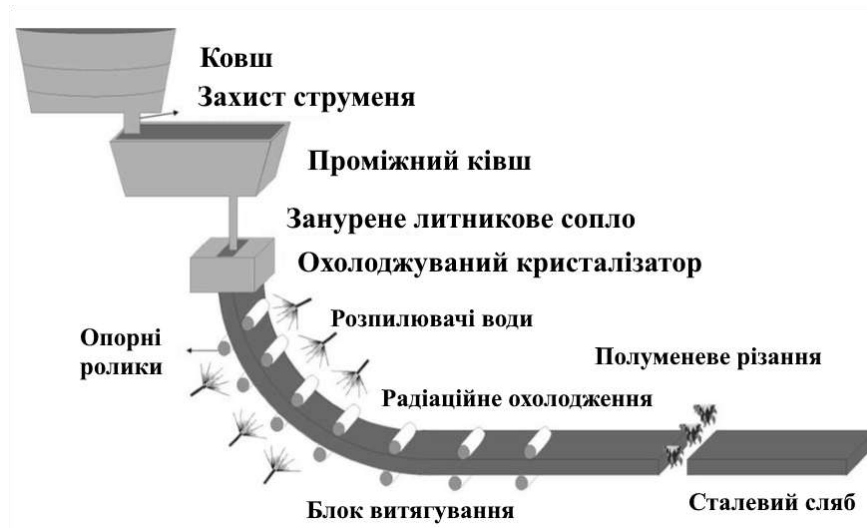 Ковш
Захист струменя
Проміжний ківш
Занурене литникове сопло
Охолоджуваний кристалізатор
Розпилювачі води
Опорні
ролики
Полуменеве різання
Радіаційне охолодження
Блок витягування
Сталевий сляб